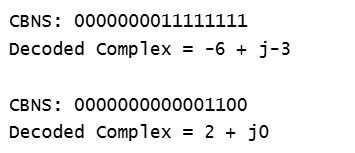 CBNS: 0000000011111111
Decoded Complex = -6 + j-3
CBNS: 0000000000001100
Decoded Complex = 2 + j0